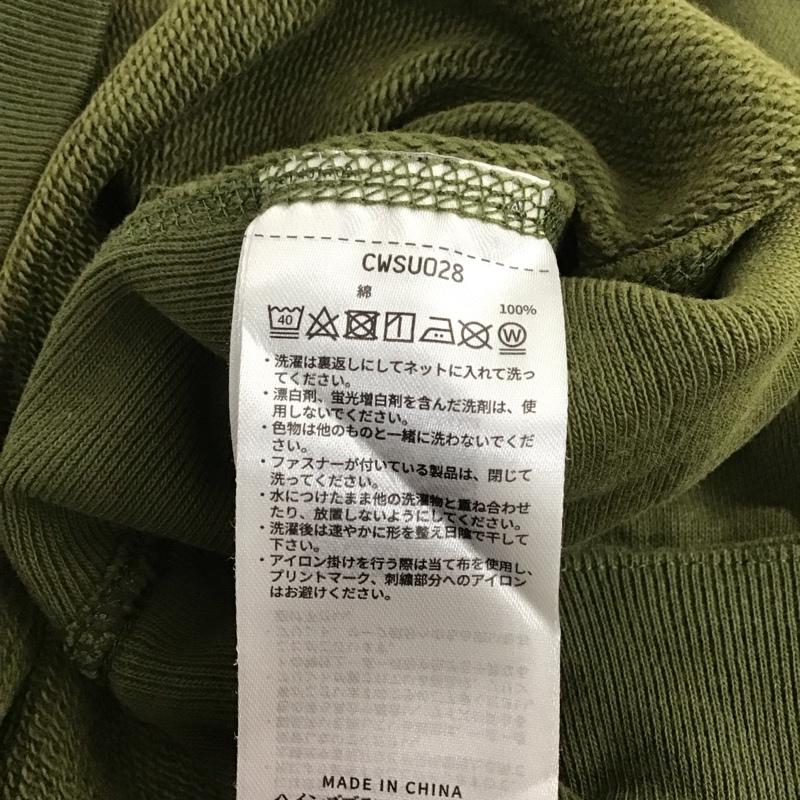 CWSU028
綿
100%
40
W
・洗濯は裏返しにしてネットに入れて洗っ
てください。
・漂白剤、蛍光増白剤を含んだ洗剤は、使
用しないでください。
・色物は他のものと一緒に洗わないでくだ
さい。
・ファスナーが付いている製品は、閉じて
洗ってください。
・水につけたまま他の洗濯物と重ね合わせ
たり、放置しないようにしてください。
・洗濯後は速やかに形を整え日陰で干して
下さい。
・アイロン掛けを行う際は当て布を使用し、
プリントマーク、刺繍部分へのアイロン
はお避けください。
MADE IN CHINA